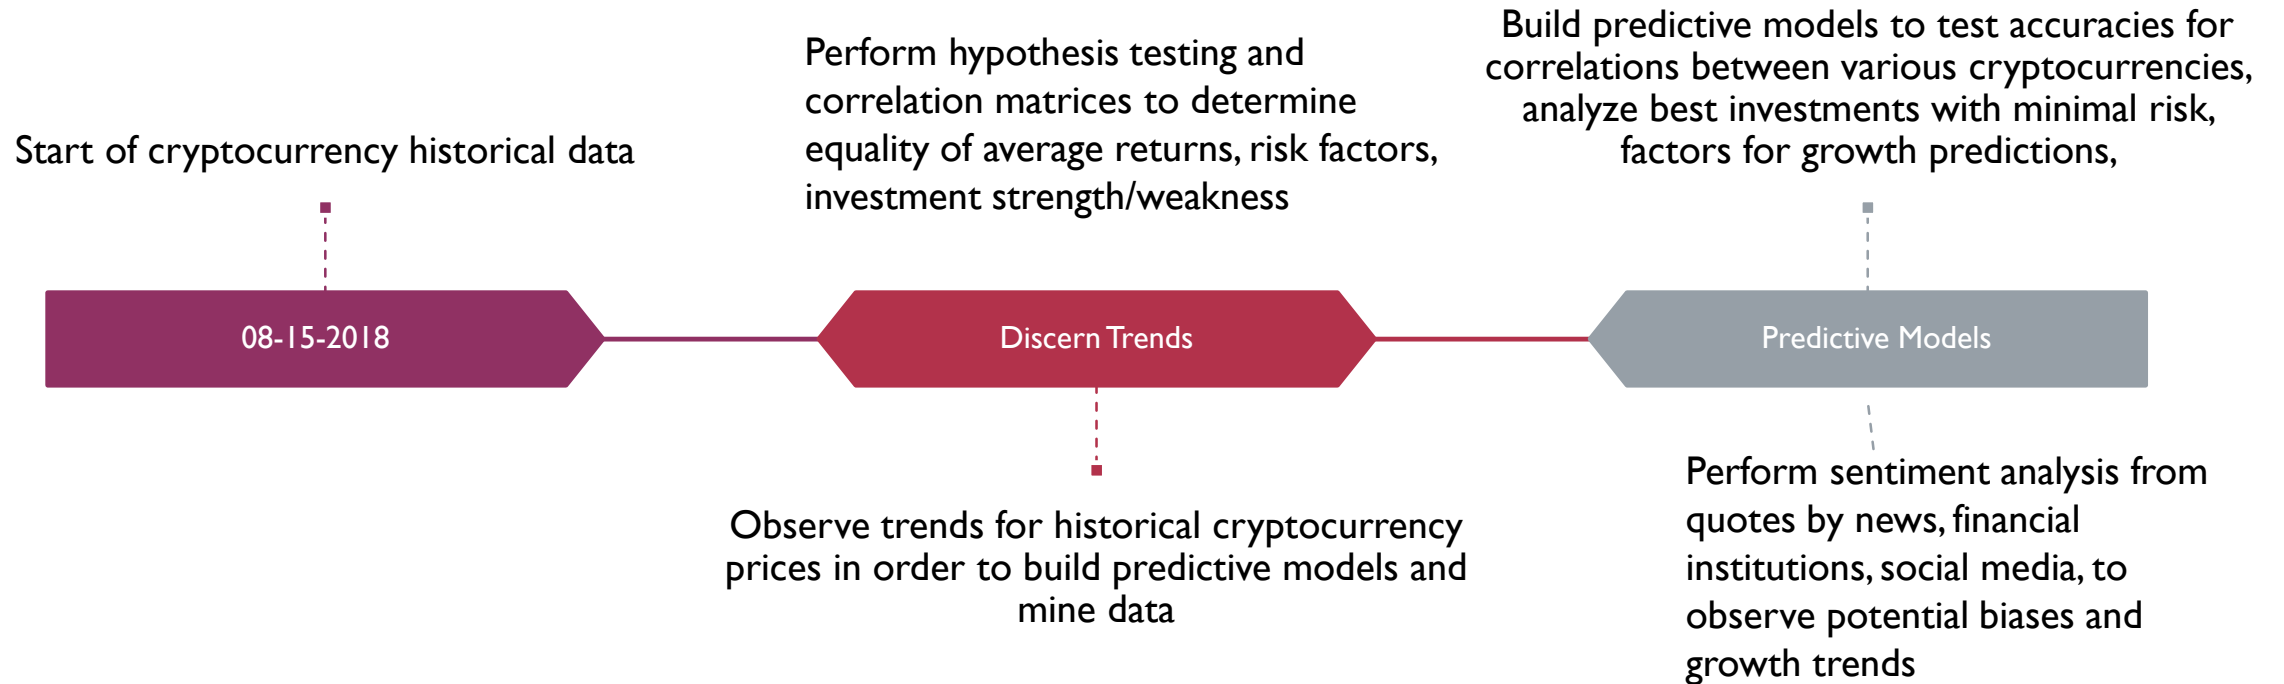 Start of cryptocurrency historical data
Perform hypothesis testing and
correlation matrices to determine
equality of average returns, risk factors,
investment strength/weakness
Build predictive models to test accuracies for
correlations between various cryptocurrencies,
analyze best investments with minimal risk,
factors for growth predictions,
08-15-2018
Discern Trends
Predictive Models
Observe trends for historical cryptocurrency
prices in order to build predictive models and
mine data
Perform sentiment analysis from
quotes by news, financial
institutions, social media, to
observe potential biases and
growth trends